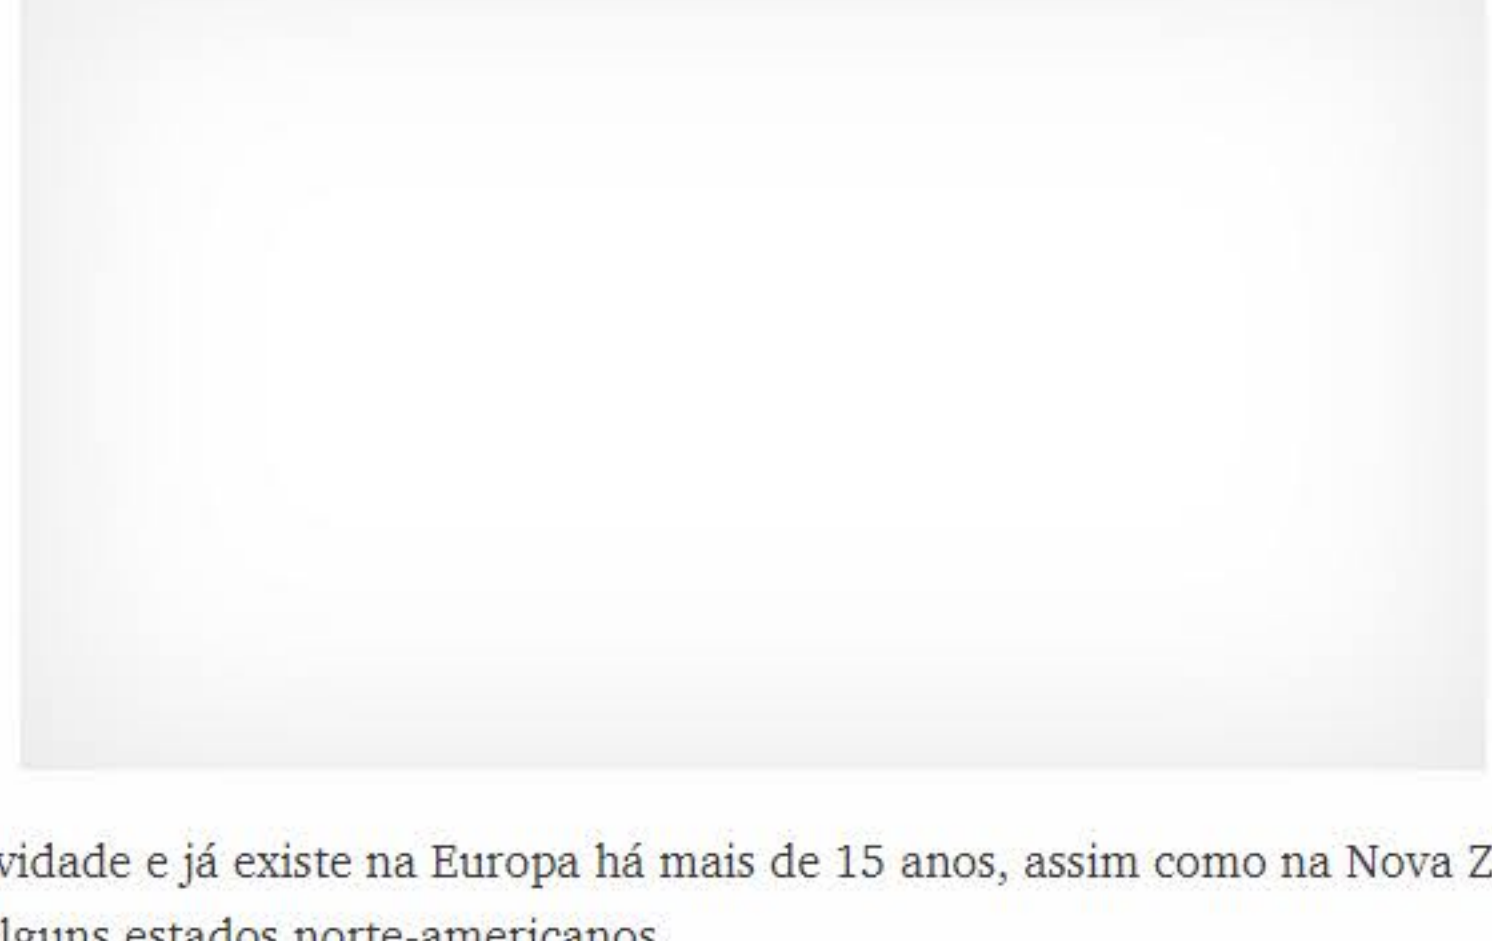 vidade e já existe na Europa há mais de 15 anos, assim como na Nova Z
lguns estados norte-americanos